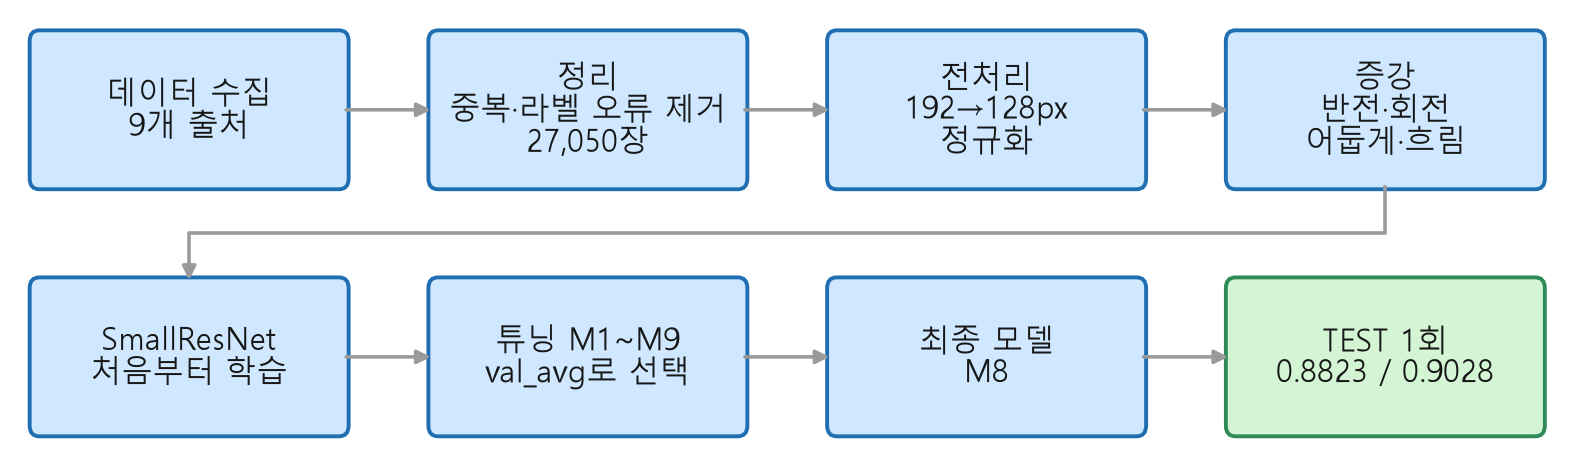 데이터 수집
9개 출처
정리
중복·라벨 오류 제거
27,050장
전처리
192→128px
정규화
증강
반전·회전
어둡게·흐림
SmallResNet
처음부터 학습
튜닝 M1~M9
val_avg로 선택
최종 모델
M8
TEST 1회
0.8823 / 0.9028